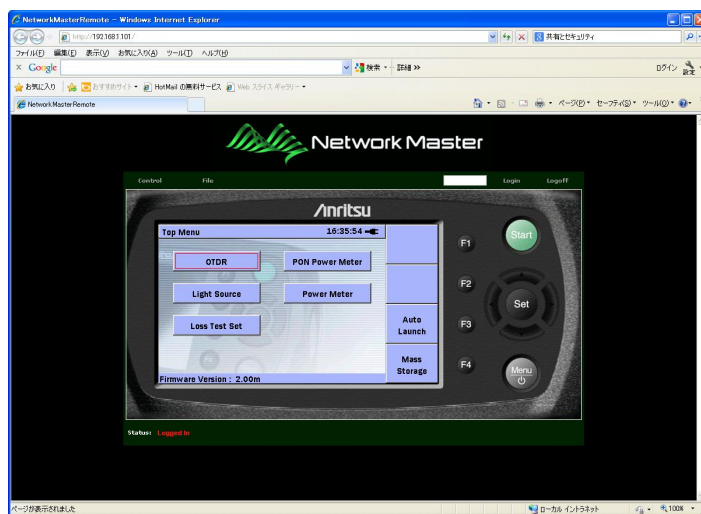 NetworkMasterRemote - Windows Internet Explorer
http://192.168.1.101/
共有とセキュリティ
ファイル(F) 編集(E) 表示(V) お気に入り(A) ツール(T) ヘルプ(H)
× Google 検索 詳細 >> ログイン 設定
お気に入り おすすめサイト HotMail の無料サービス Web スライス ギャラリー
NetworkMasterRemote ページ(P) セーフティ(S) ツール(O)
Network Master
Control File Login Logoff
Anritsu
Top Menu 16:35:54
OTDR PON Power Meter
Light Source Power Meter
Loss Test Set
Auto Launch
Mass Storage
Firmware Version : 2.00m
F1 Start
F2
Set
F3
F4 Menu
Status: Logged In
ページが表示されました ローカル イントラネット 100%